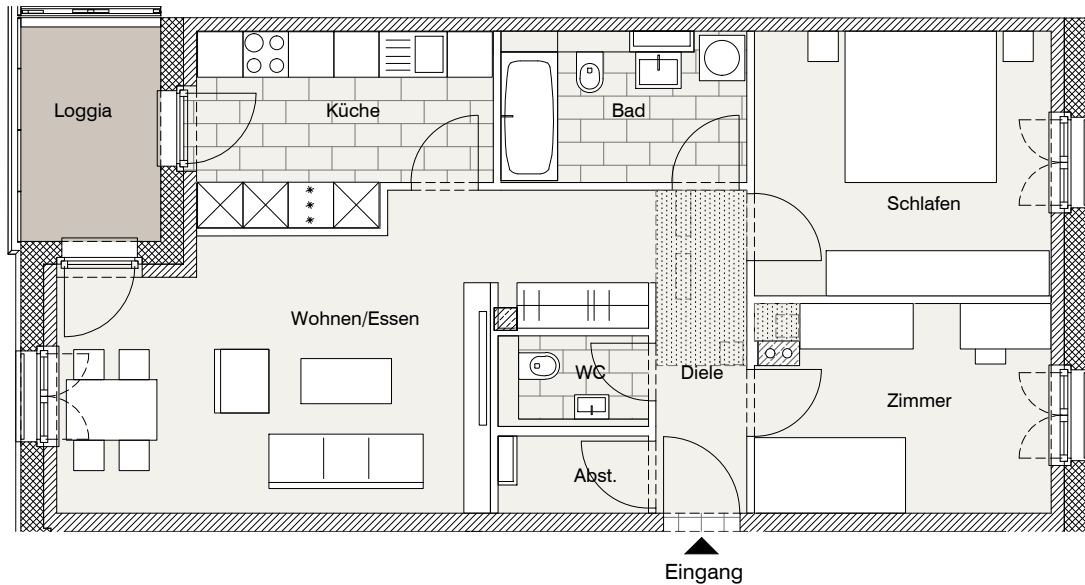 Loggia
Küche
Bad
Schlafen
Wohnen/Essen
WC
Diele
Zimmer
Abst.
Eingang